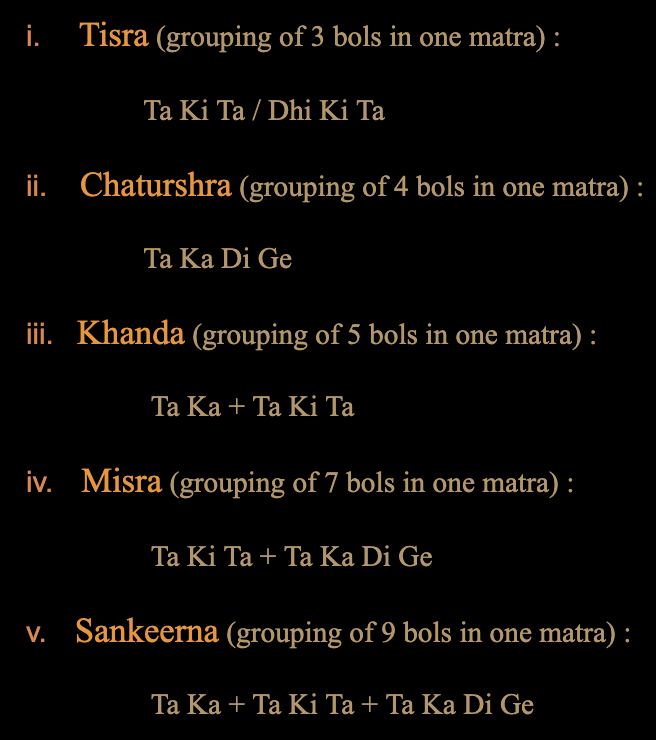 i. Tisra (grouping of 3 bols in one matra) :
Ta Ki Ta / Dhi Ki Ta
ii. Chaturshra (grouping of 4 bols in one matra) :
Ta Ka Di Ge
iii. Khanda (grouping of 5 bols in one matra) :
Ta Ka + Ta Ki Ta
iv. Misra (grouping of 7 bols in one matra) :
Ta Ki Ta + Ta Ka Di Ge
v. Sankeerna (grouping of 9 bols in one matra) :
Ta Ka + Ta Ki Ta + Ta Ka Di Ge